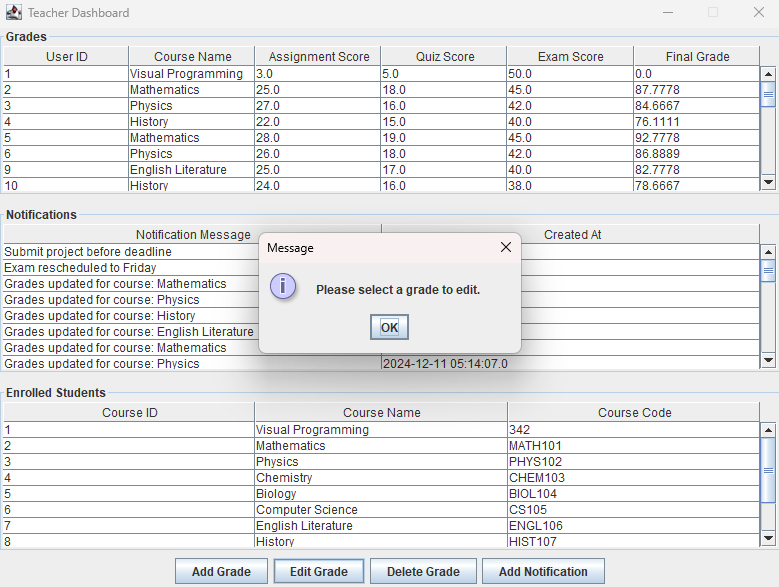 Teacher Dashboard
Grades
User ID Course Name Assignment Score Quiz Score Exam Score Final Grade
1 Visual Programming 3.0 5.0 50.0 0.0
2 Mathematics 25.0 18.0 45.0 87.7778
3 Physics 27.0 16.0 42.0 84.6667
4 History 22.0 15.0 40.0 76.1111
5 Mathematics 28.0 19.0 45.0 92.7778
6 Physics 26.0 18.0 42.0 86.8889
9 English Literature 25.0 17.0 40.0 82.7778
10 History 24.0 16.0 38.0 78.6667
Notifications
Notification Message Created At
Submit project before deadline
Exam rescheduled to Friday
Grades updated for course: Mathematics
Grades updated for course: Physics
Grades updated for course: History
Grades updated for course: English Literature
Grades updated for course: Mathematics
Grades updated for course: Physics 2024-12-11 05:14:07.0
Message
Please select a grade to edit.
OK
Enrolled Students
Course ID Course Name Course Code
1 Visual Programming 342
2 Mathematics MATH101
3 Physics PHYS102
4 Chemistry CHEM103
5 Biology BIOL104
6 Computer Science CS105
7 English Literature ENGL106
8 History HIST107
Add Grade Edit Grade Delete Grade Add Notification